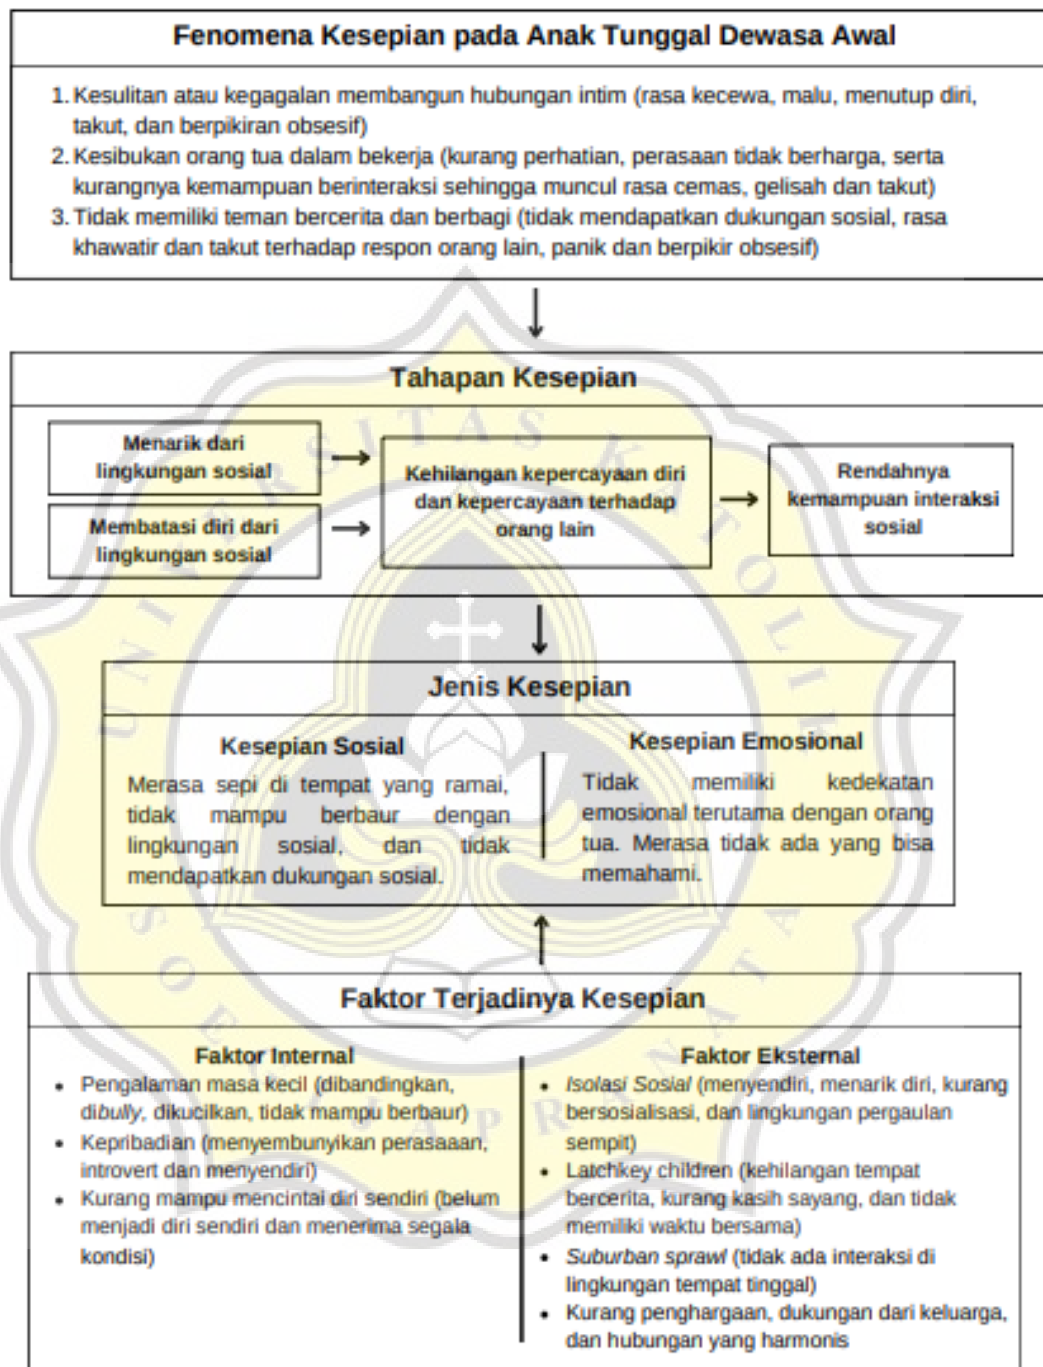 Fenomena Kesepian pada Anak Tunggal Dewasa Awal
1. Kesulitan atau kegagalan membangun hubungan intim (rasa kecewa, malu, menutup diri,
takut, dan berpikiran obsesif)
2. Kesibukan orang tua dalam bekerja (kurang perhatian, perasaan tidak berharga, serta
kurangnya kemampuan berinteraksi sehingga muncul rasa cemas, gelisah dan takut)
3. Tidak memiliki teman bercerita dan berbagi (tidak mendapatkan dukungan sosial, rasa
khawatir dan takut terhadap respon orang lain, panik dan berpikir obsesif)
Tahapan Kesepian
Menarik dari
lingkungan sosial
Membatasi diri dari
lingkungan sosial
Kehilangan kepercayaan diri
dan kepercayaan terhadap
orang lain
Rendahnya
kemampuan interaksi
sosial
Jenis Kesepian
Kesepian Sosial
Merasa sepi di tempat yang ramai,
tidak mampu berbaur dengan
lingkungan sosial, dan tidak
mendapatkan dukungan sosial.
Kesepian Emosional
Tidak memiliki kedekatan
emosional terutama dengan orang
tua. Merasa tidak ada yang bisa
memahami.
Faktor Terjadinya Kesepian
Faktor Internal
• Pengalaman masa kecil (dibandingkan,
dibully, dikucilkan, tidak mampu berbaur)
• Kepribadian (menyembunyikan perasaaan,
introvert dan menyendiri)
• Kurang mampu mencintai diri sendiri (belum
menjadi diri sendiri dan menerima segala
kondisi)
Faktor Eksternal
• Isolasi Sosial (menyendiri, menarik diri, kurang
bersosialisasi, dan lingkungan pergaulan
sempit)
• Latchkey children (kehilangan tempat
bercerita, kurang kasih sayang, dan tidak
memiliki waktu bersama)
• Suburban sprawl (tidak ada interaksi di
lingkungan tempat tinggal)
• Kurang penghargaan, dukungan dari keluarga,
dan hubungan yang harmonis
UNIVERSITAS KATOLIK
SOEGIJAPRANATA